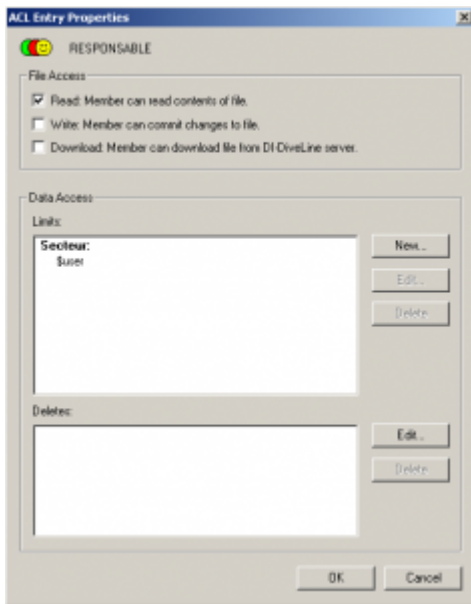 ACL Entry Properties
RESPONSABLE
File Access
Read: Member can read contents of file.
Write: Member can commit changes to file.
Download: Member can download file from DI-DiveLine server.
Data Access
Limits:
Secteur:
$user
New...
Edit...
Delete
Deletes:
Edit...
Delete
OK
Cancel